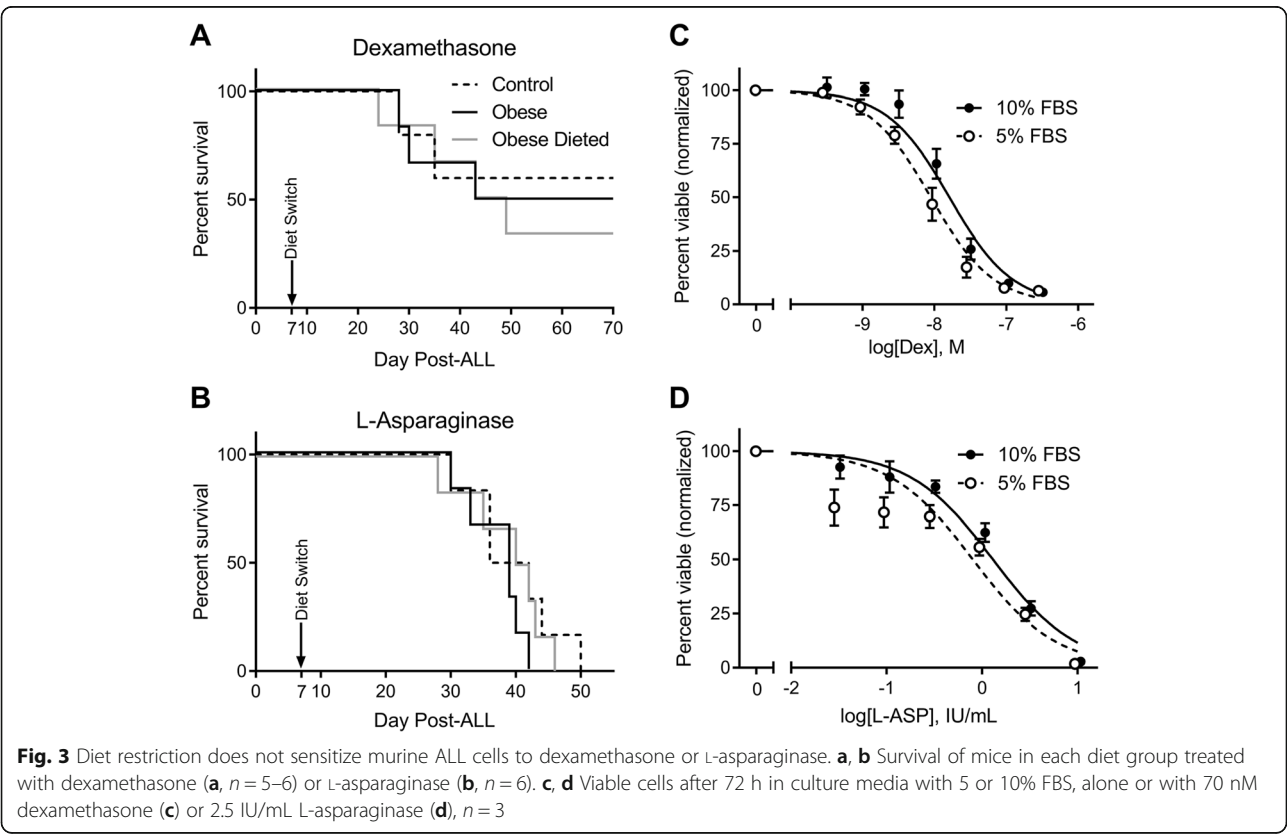 A
Dexamethasone
Control
Obese
Obese Dieted
Percent survival
100
50
0
Diet Switch
0 7 10 20 30 40 50 60 70
Day Post-ALL
C
Percent viable (normalized)
100
75
50
25
0
10% FBS
5% FBS
0 -9 -8 -7 -6
log[Dex], M
B
L-Asparaginase
Percent survival
100
50
0
Diet Switch
0 7 10 20 30 40 50
Day Post-ALL
D
Percent viable (normalized)
100
75
50
25
0
10% FBS
5% FBS
0 -2 -1 0 1
log[L-ASP], IU/mL
Fig. 3 Diet restriction does not sensitize murine ALL cells to dexamethasone or L-asparaginase. a, b Survival of mice in each diet group treated
with dexamethasone (a, n = 5–6) or L-asparaginase (b, n = 6). c, d Viable cells after 72 h in culture media with 5 or 10% FBS, alone or with 70 nM
dexamethasone (c) or 2.5 IU/mL L-asparaginase (d), n = 3